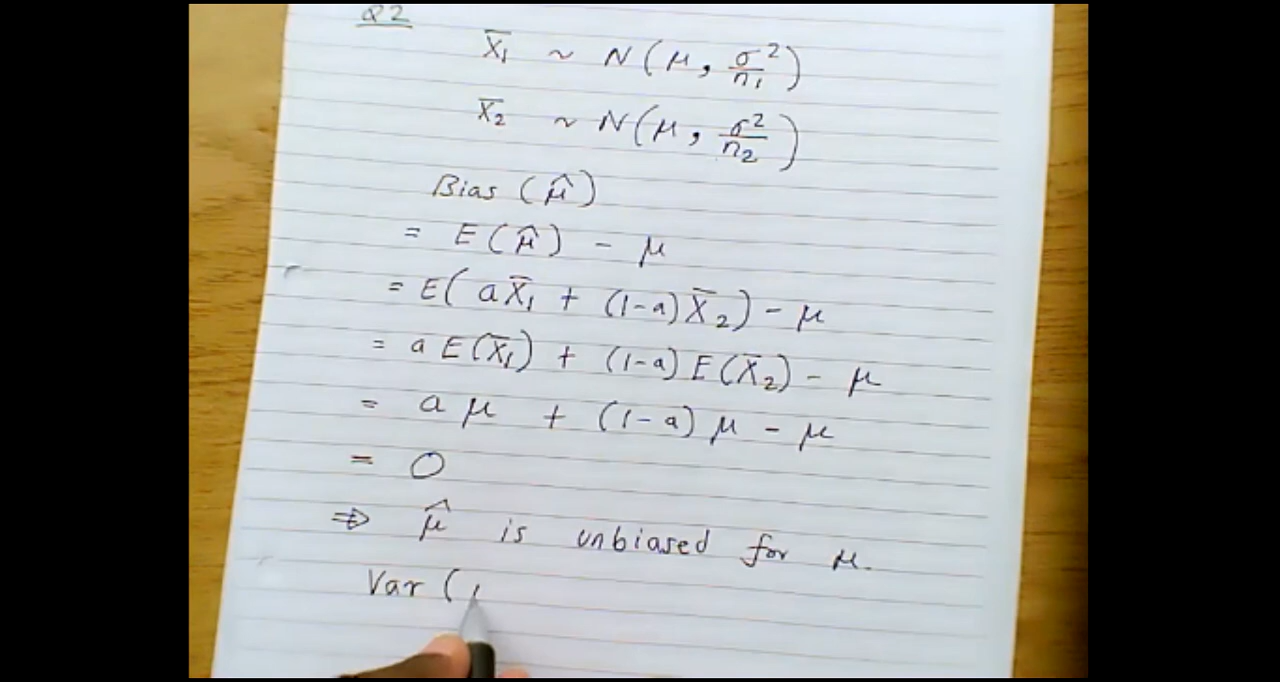 Q2
X̄₁ ~ N(μ, σ²/n₁)
X̄₂ ~ N(μ, σ²/n₂)
Bias (μ̂)
= E(μ̂) - μ
= E(aX̄₁ + (1-a)X̄₂) - μ
= a E(X̄₁) + (1-a) E(X̄₂) - μ
= a μ + (1-a) μ - μ
= 0
⇒ μ̂ is unbiased for μ.
Var (